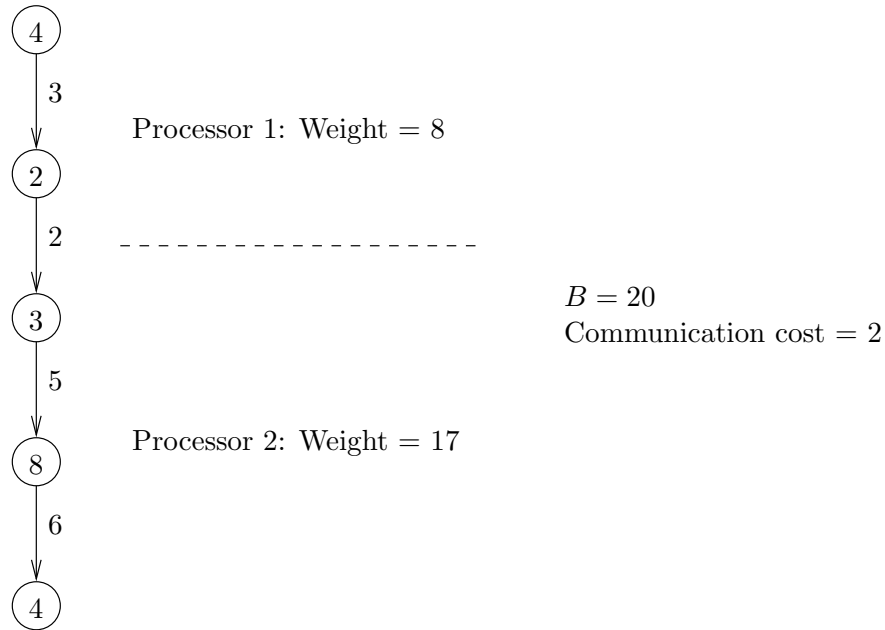 4
3
Processor 1: Weight = 8
2
2
B = 20
3
Communication cost = 2
5
Processor 2: Weight = 17
8
6
4